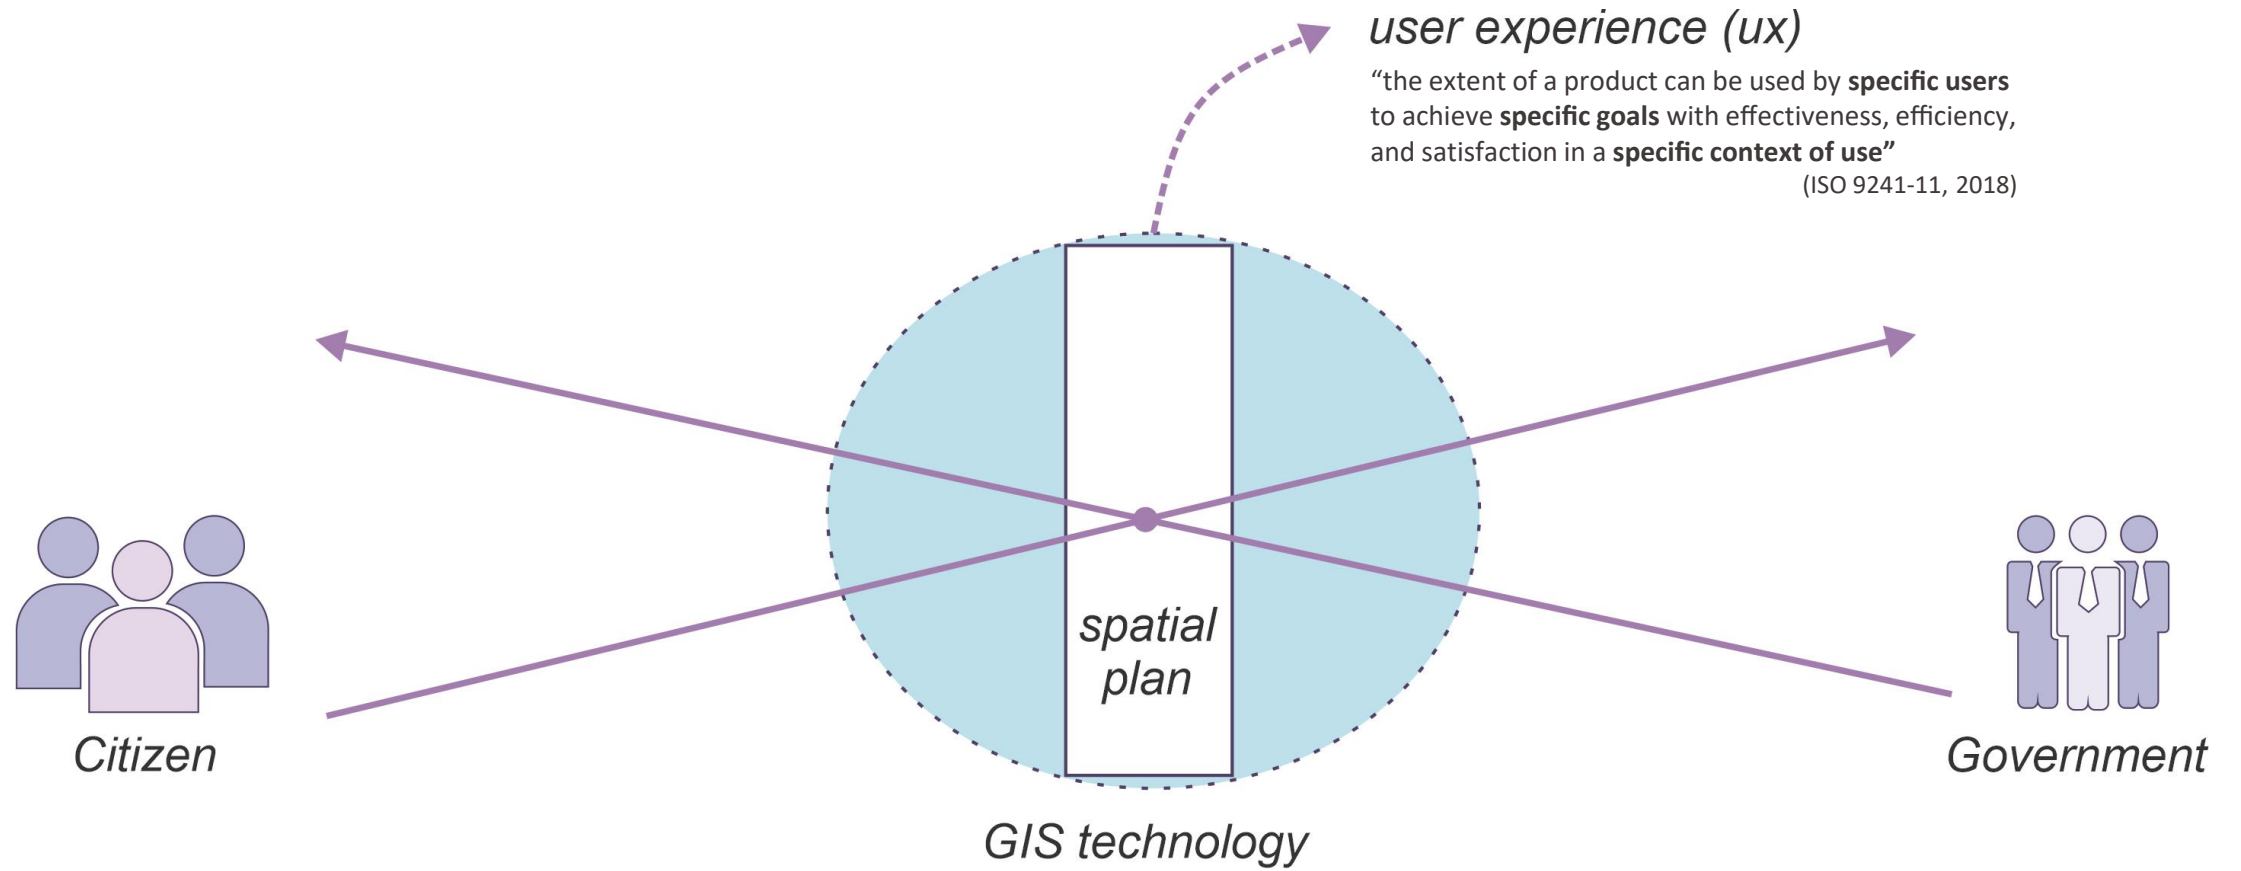 user experience (ux)
“the extent of a product can be used by specific users
to achieve specific goals with effectiveness, efficiency,
and satisfaction in a specific context of use”
(ISO 9241-11, 2018)
spatial
plan
Citizen
Government
GIS technology